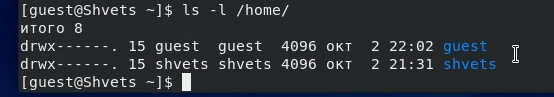 [guest@Shvets ~]$ ls -l /home/
итого 8
drwx------. 15 guest  guest  4096 окт  2 22:02 guest
drwx------. 15 shvets shvets 4096 окт  2 21:31 shvets
[guest@Shvets ~]$